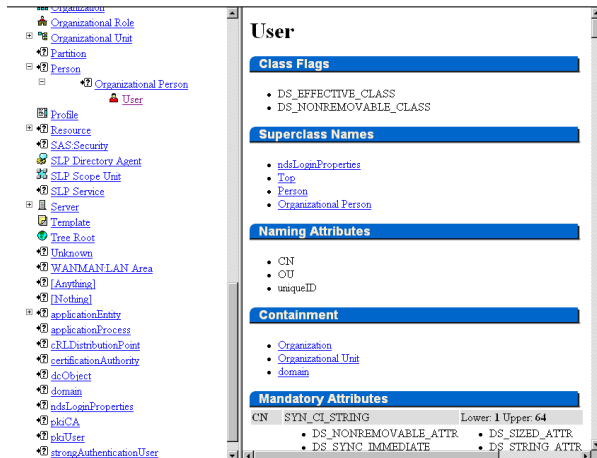 Organization
Organizational Role
Organizational Unit
Partition
Person
Organizational Person
User
Profile
Resource
SAS:Security
SLP Directory Agent
SLP Scope Unit
SLP Service
Server
Template
Tree Root
Unknown
WANMAN:LAN Area
[Anything]
[Nothing]
applicationEntity
applicationProcess
cRLDistributionPoint
certificationAuthority
dcObject
domain
ndsLoginProperties
pkiCA
pkiUser
strongAuthenticationUser
User
Class Flags
DS_EFFECTIVE_CLASS
DS_NONREMOVABLE_CLASS
Superclass Names
ndsLoginProperties
Top
Person
Organizational Person
Naming Attributes
CN
OU
uniqueID
Containment
Organization
Organizational Unit
domain
Mandatory Attributes
CN SYN_CI_STRING Lower: 1 Upper: 64
DS_NONREMOVABLE_ATTR DS_SIZED_ATTR
DS_SYNC_IMMEDIATE DS_STRING_ATTR